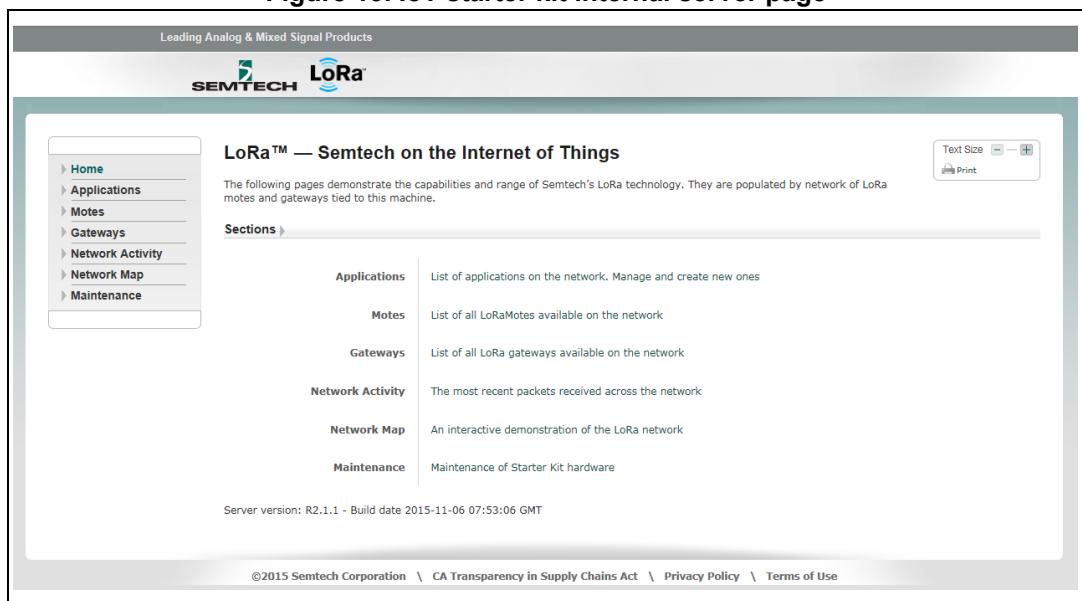 Leading Analog & Mixed Signal Products
SEMTECH LoRa™
Home
Applications
Motes
Gateways
Network Activity
Network Map
Maintenance
LoRa™ — Semtech on the Internet of Things
The following pages demonstrate the capabilities and range of Semtech's LoRa technology. They are populated by network of LoRa
motes and gateways tied to this machine.
Text Size
Print
Sections
Applications List of applications on the network. Manage and create new ones
Motes List of all LoRaMotes available on the network
Gateways List of all LoRa gateways available on the network
Network Activity The most recent packets received across the network
Network Map An interactive demonstration of the LoRa network
Maintenance Maintenance of Starter Kit hardware
Server version: R2.1.1 - Build date 2015-11-06 07:53:06 GMT
©2015 Semtech Corporation \ CA Transparency in Supply Chains Act \ Privacy Policy \ Terms of Use